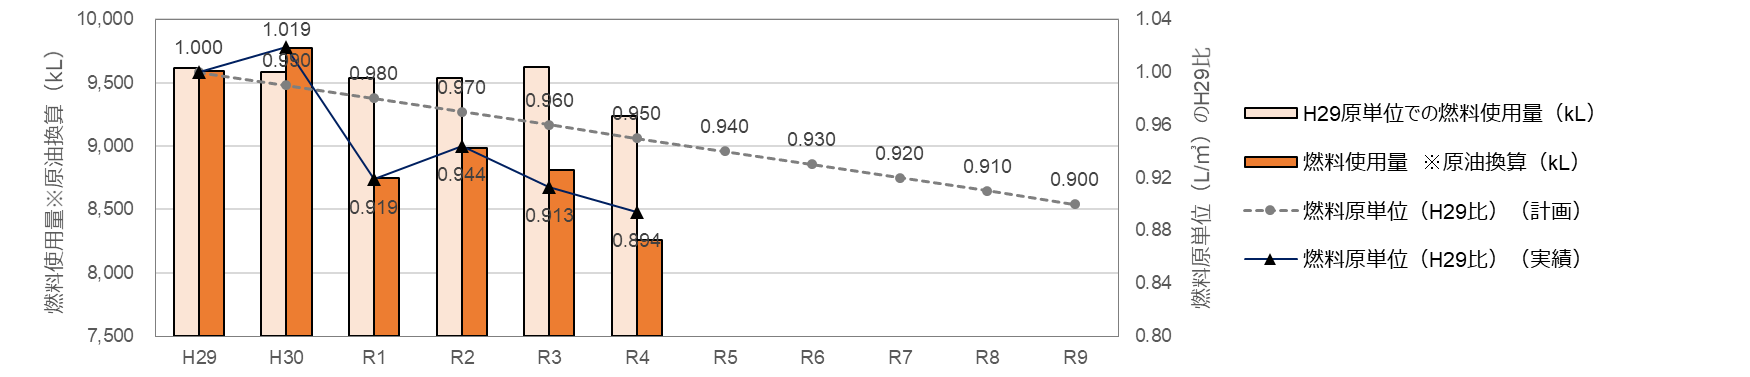 燃料使用量※原油換算（kL）
10,000
9,500
9,000
8,500
8,000
7,500
1.000
1.019
0.990
0.980
0.970
0.960
0.950
0.940
0.930
0.920
0.910
0.900
0.919
0.944
0.913
0.894
H29
H30
R1
R2
R3
R4
R5
R6
R7
R8
R9
1.04
1.00
0.96
0.92
0.88
0.84
0.80
燃料原単位（L/㎥）のH29比
H29原単位での燃料使用量（kL）
燃料使用量 ※原油換算（kL）
燃料原単位（H29比）（計画）
燃料原単位（H29比）（実績）